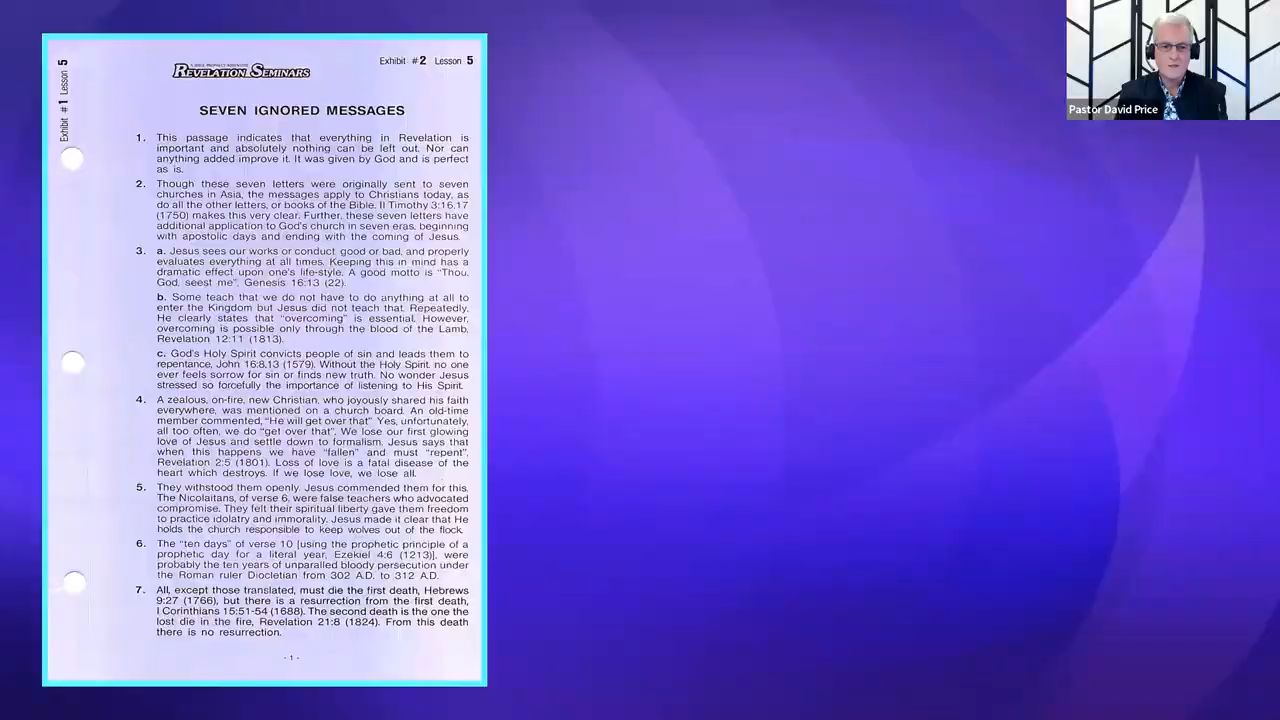 Exhibit #1 Lesson 5
A BIBLE PROPHECY ADVENTURE
REVELATION SEMINARS
Exhibit #2 Lesson 5
SEVEN IGNORED MESSAGES
1. This passage indicates that everything in Revelation is
important and absolutely nothing can be left out. Nor can
anything added improve it. It was given by God and is perfect
as is.
2. Though these seven letters were originally sent to seven
churches in Asia, the messages apply to Christians today, as
do all the other letters, or books of the Bible. II Timothy 3:16,17
(1750) makes this very clear. Further, these seven letters have
additional application to God's church in seven eras, beginning
with apostolic days and ending with the coming of Jesus.
3. a. Jesus sees our works or conduct good or bad, and properly
evaluates everything at all times. Keeping this in mind has a
dramatic effect upon one's life-style. A good motto is "Thou,
God, seest me", Genesis 16:13 (22).
b. Some teach that we do not have to do anything at all to
enter the Kingdom but Jesus did not teach that. Repeatedly,
He clearly states that "overcoming" is essential. However,
overcoming is possible only through the blood of the Lamb,
Revelation 12:11 (1813).
c. God's Holy Spirit convicts people of sin and leads them to
repentance, John 16:8,13 (1579). Without the Holy Spirit, no one
ever feels sorrow for sin or finds new truth. No wonder Jesus
stressed so forcefully the importance of listening to His Spirit.
4. A zealous, on-fire, new Christian, who joyously shared his faith
everywhere, was mentioned on a church board. An old-time
member commented, "He will get over that" Yes, unfortunately,
all too often, we do "get over that". We lose our first glowing
love of Jesus and settle down to formalism. Jesus says that
when this happens we have "fallen" and must "repent",
Revelation 2:5 (1801). Loss of love is a fatal disease of the
heart which destroys. If we lose love, we lose all.
5. They withstood them openly. Jesus commended them for this.
The Nicolaitans, of verse 6, were false teachers who advocated
compromise. They felt their spiritual liberty gave them freedom
to practice idolatry and immorality. Jesus made it clear that He
holds the church responsible to keep wolves out of the flock.
6. The "ten days" of verse 10 [using the prophetic principle of a
prophetic day for a literal year, Ezekiel 4:6 (1213)], were
probably the ten years of unparalled bloody persecution under
the Roman ruler Diocletian from 302 A.D. to 312 A.D.
7. All, except those translated, must die the first death, Hebrews
9:27 (1766), but there is a resurrection from the first death,
I Corinthians 15:51-54 (1688). The second death is the one the
lost die in the fire, Revelation 21:8 (1824). From this death
there is no resurrection.
- 1 -
Pastor David Price